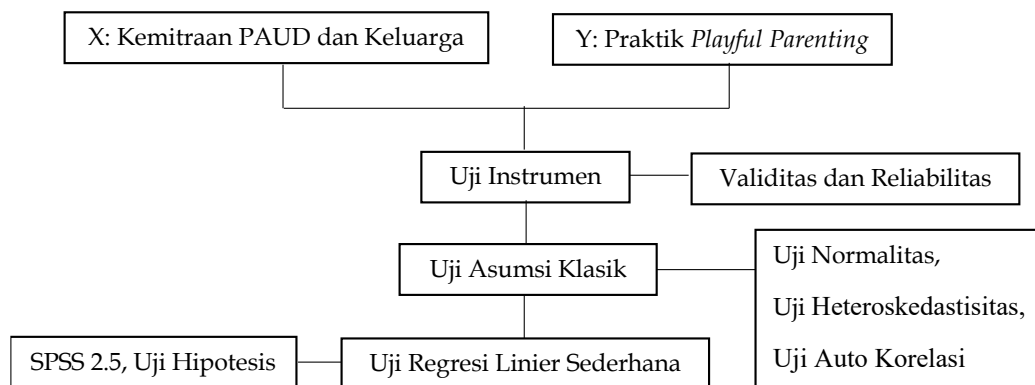 X: Kemitraan PAUD dan Keluarga
Y: Praktik Playful Parenting
Uji Instrumen
Validitas dan Reliabilitas
Uji Asumsi Klasik
Uji Normalitas,
Uji Heteroskedastisitas,
Uji Auto Korelasi
SPSS 2.5, Uji Hipotesis
Uji Regresi Linier Sederhana